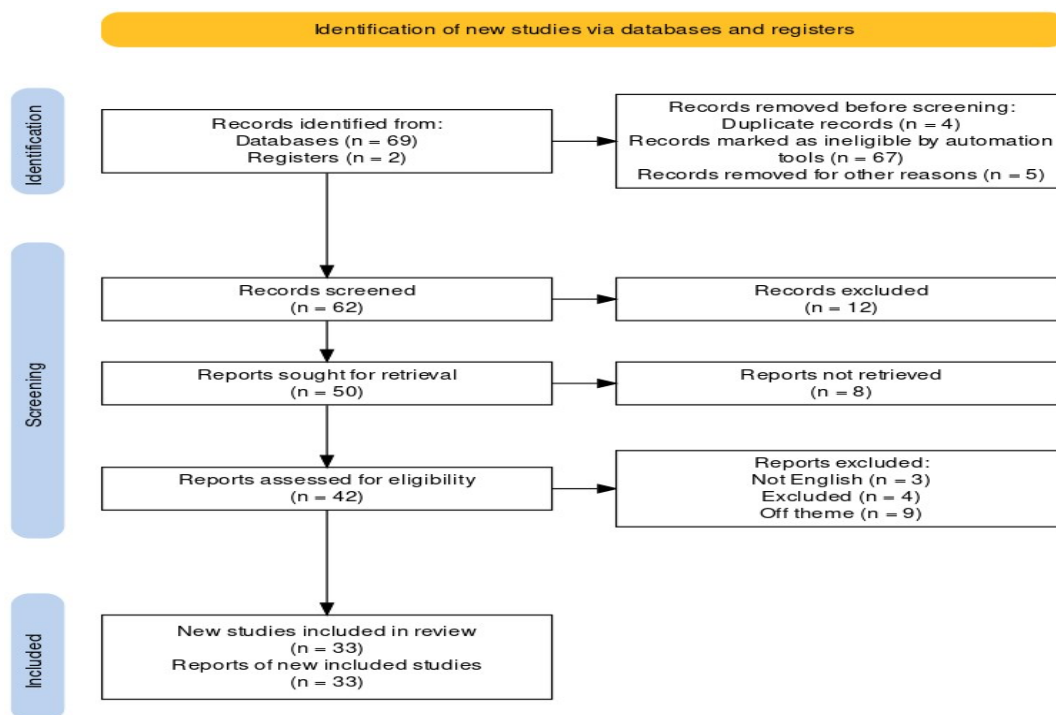 Identification of new studies via databases and registers
Identification
Records identified from:
Databases (n = 69)
Registers (n = 2)
Records removed before screening:
Duplicate records (n = 4)
Records marked as ineligible by automation
tools (n = 67)
Records removed for other reasons (n = 5)
Screening
Records screened
(n = 62)
Records excluded
(n = 12)
Reports sought for retrieval
(n = 50)
Reports not retrieved
(n = 8)
Reports assessed for eligibility
(n = 42)
Reports excluded:
Not English (n = 3)
Excluded (n = 4)
Off theme (n = 9)
Included
New studies included in review
(n = 33)
Reports of new included studies
(n = 33)